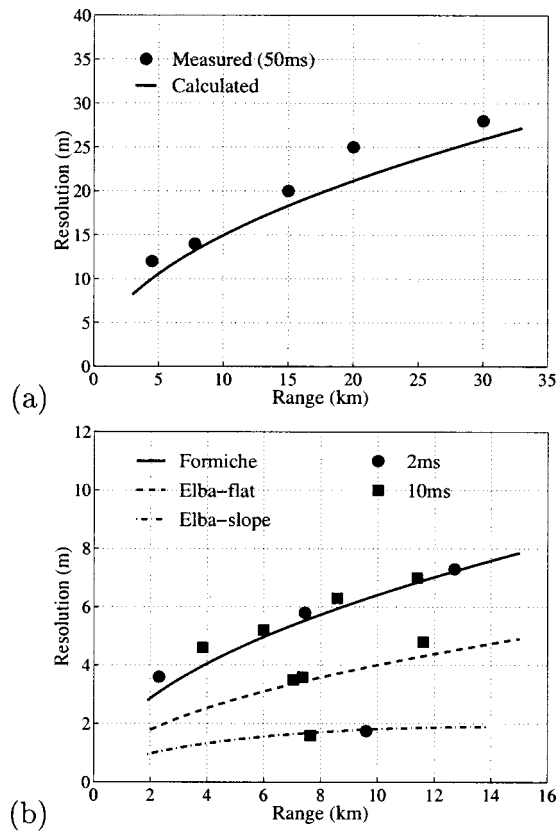 40
35
30
25
20
15
10
5
0
Resolution (m)
Measured (50ms)
Calculated
0 5 10 15 20 25 30 35
Range (km)
(a)
12
10
8
6
4
2
0
Resolution (m)
Formiche
Elba-flat
Elba-slope
2ms
10ms
0 2 4 6 8 10 12 14 16
Range (km)
(b)